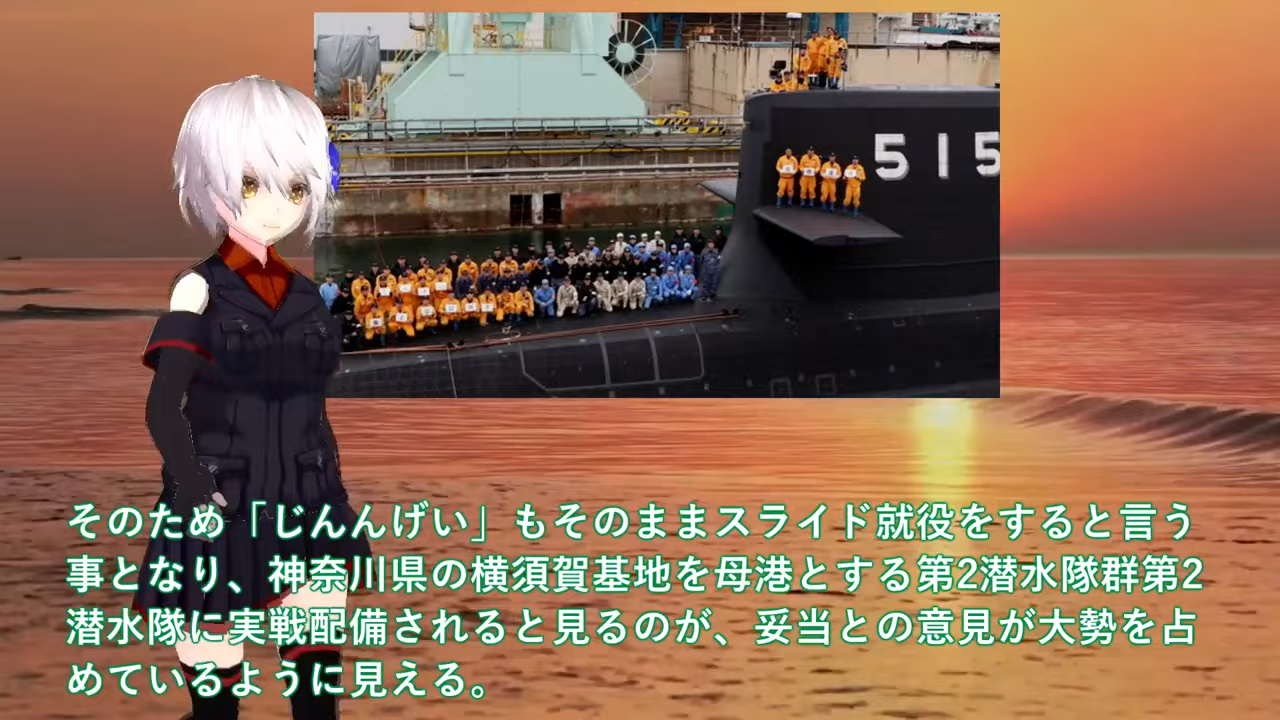 515
そのため「じんんげい」もそのままスライド就役をすると言う
事となり、神奈川県の横須賀基地を母港とする第2潜水隊群第2
潜水隊に実戦配備されると見るのが、妥当との意見が大勢を占
めているように見える。